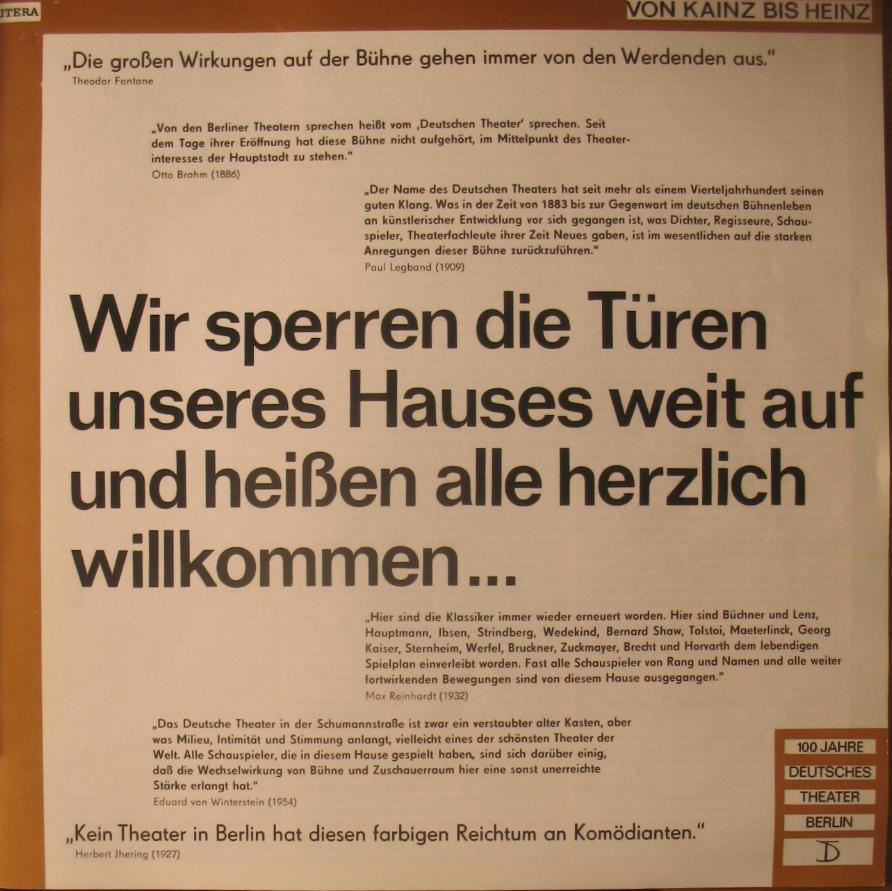 ITERA
VON KAINZ BIS HEINZ
„Die großen Wirkungen auf der Bühne gehen immer von den Werdenden aus.“
Theodor Fontane
„Von den Berliner Theatern sprechen heißt vom ‚Deutschen Theater‘ sprechen. Seit
dem Tage ihrer Eröffnung hat diese Bühne nicht aufgehört, im Mittelpunkt des Theater-
interesses der Hauptstadt zu stehen.“
Otto Brahm (1886)
„Der Name des Deutschen Theaters hat seit mehr als einem Vierteljahrhundert seinen
guten Klang. Was in der Zeit von 1883 bis zur Gegenwart im deutschen Bühnenleben
an künstlerischer Entwicklung vor sich gegangen ist, was Dichter, Regisseure, Schau-
spieler, Theaterfachleute ihrer Zeit Neues gaben, ist im wesentlichen auf die starken
Anregungen dieser Bühne zurückzuführen.“
Paul Legband (1909)
Wir sperren die Türen
unseres Hauses weit auf
und heißen alle herzlich
willkommen...
„Hier sind die Klassiker immer wieder erneuert worden. Hier sind Büchner und Lenz,
Hauptmann, Ibsen, Strindberg, Wedekind, Bernard Shaw, Tolstoi, Maeterlinck, Georg
Kaiser, Sternheim, Werfel, Bruckner, Zuckmayer, Brecht und Horvarth dem lebendigen
Spielplan einverleibt worden. Fast alle Schauspieler von Rang und Namen und alle weiter
fortwirkenden Bewegungen sind von diesem Hause ausgegangen.“
Max Reinhardt (1932)
„Das Deutsche Theater in der Schumannstraße ist zwar ein verstaubter alter Kasten, aber
was Milieu, Intimität und Stimmung anlangt, vielleicht eines der schönsten Theater der
Welt. Alle Schauspieler, die in diesem Hause gespielt haben, sind sich darüber einig,
daß die Wechselwirkung von Bühne und Zuschauerraum hier eine sonst unerreichte
Stärke erlangt hat.“
Eduard von Winterstein (1954)
„Kein Theater in Berlin hat diesen farbigen Reichtum an Komödianten.“
Herbert Jhering (1927)
100 JAHRE
DEUTSCHES
THEATER
BERLIN